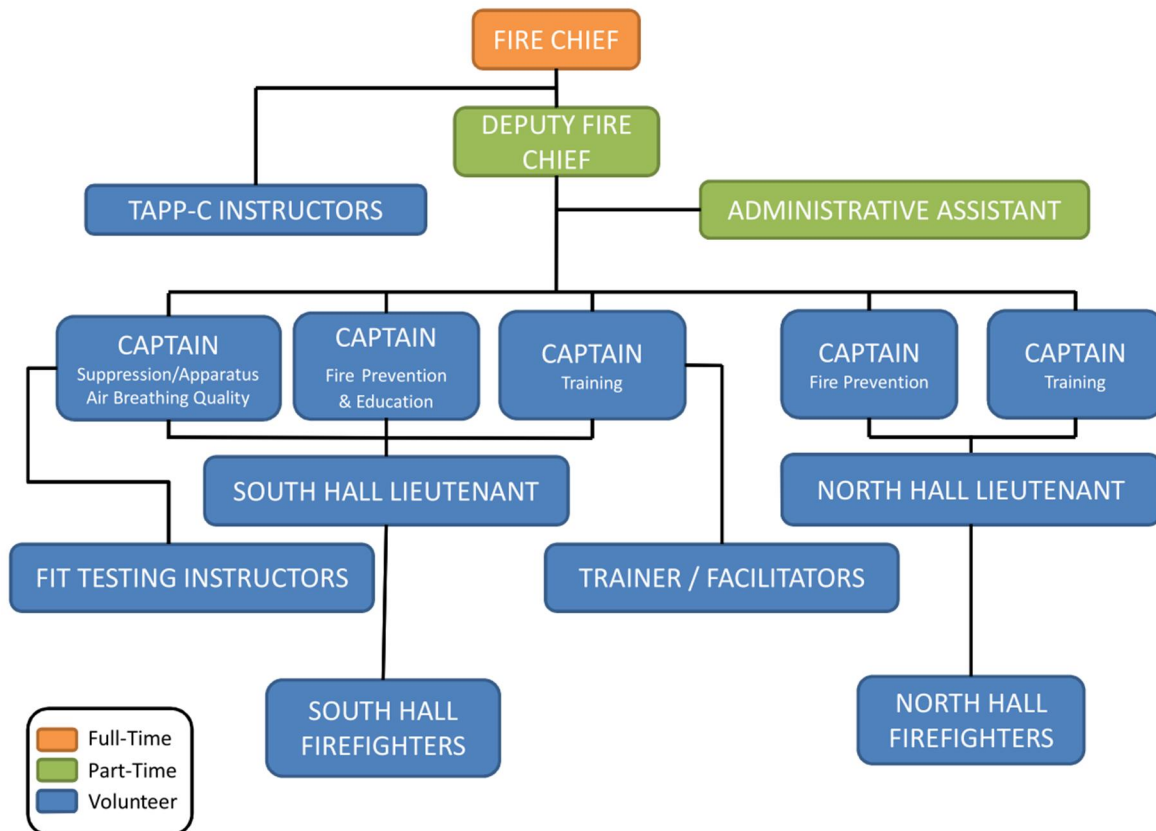 FIRE CHIEF
DEPUTY FIRE
CHIEF
TAPP-C INSTRUCTORS
ADMINISTRATIVE ASSISTANT
CAPTAIN
Suppression/Apparatus
Air Breathing Quality
CAPTAIN
Fire Prevention
& Education
CAPTAIN
Training
CAPTAIN
Fire Prevention
CAPTAIN
Training
SOUTH HALL LIEUTENANT
NORTH HALL LIEUTENANT
FIT TESTING INSTRUCTORS
TRAINER / FACILITATORS
SOUTH HALL
FIREFIGHTERS
NORTH HALL
FIREFIGHTERS
Full-Time
Part-Time
Volunteer